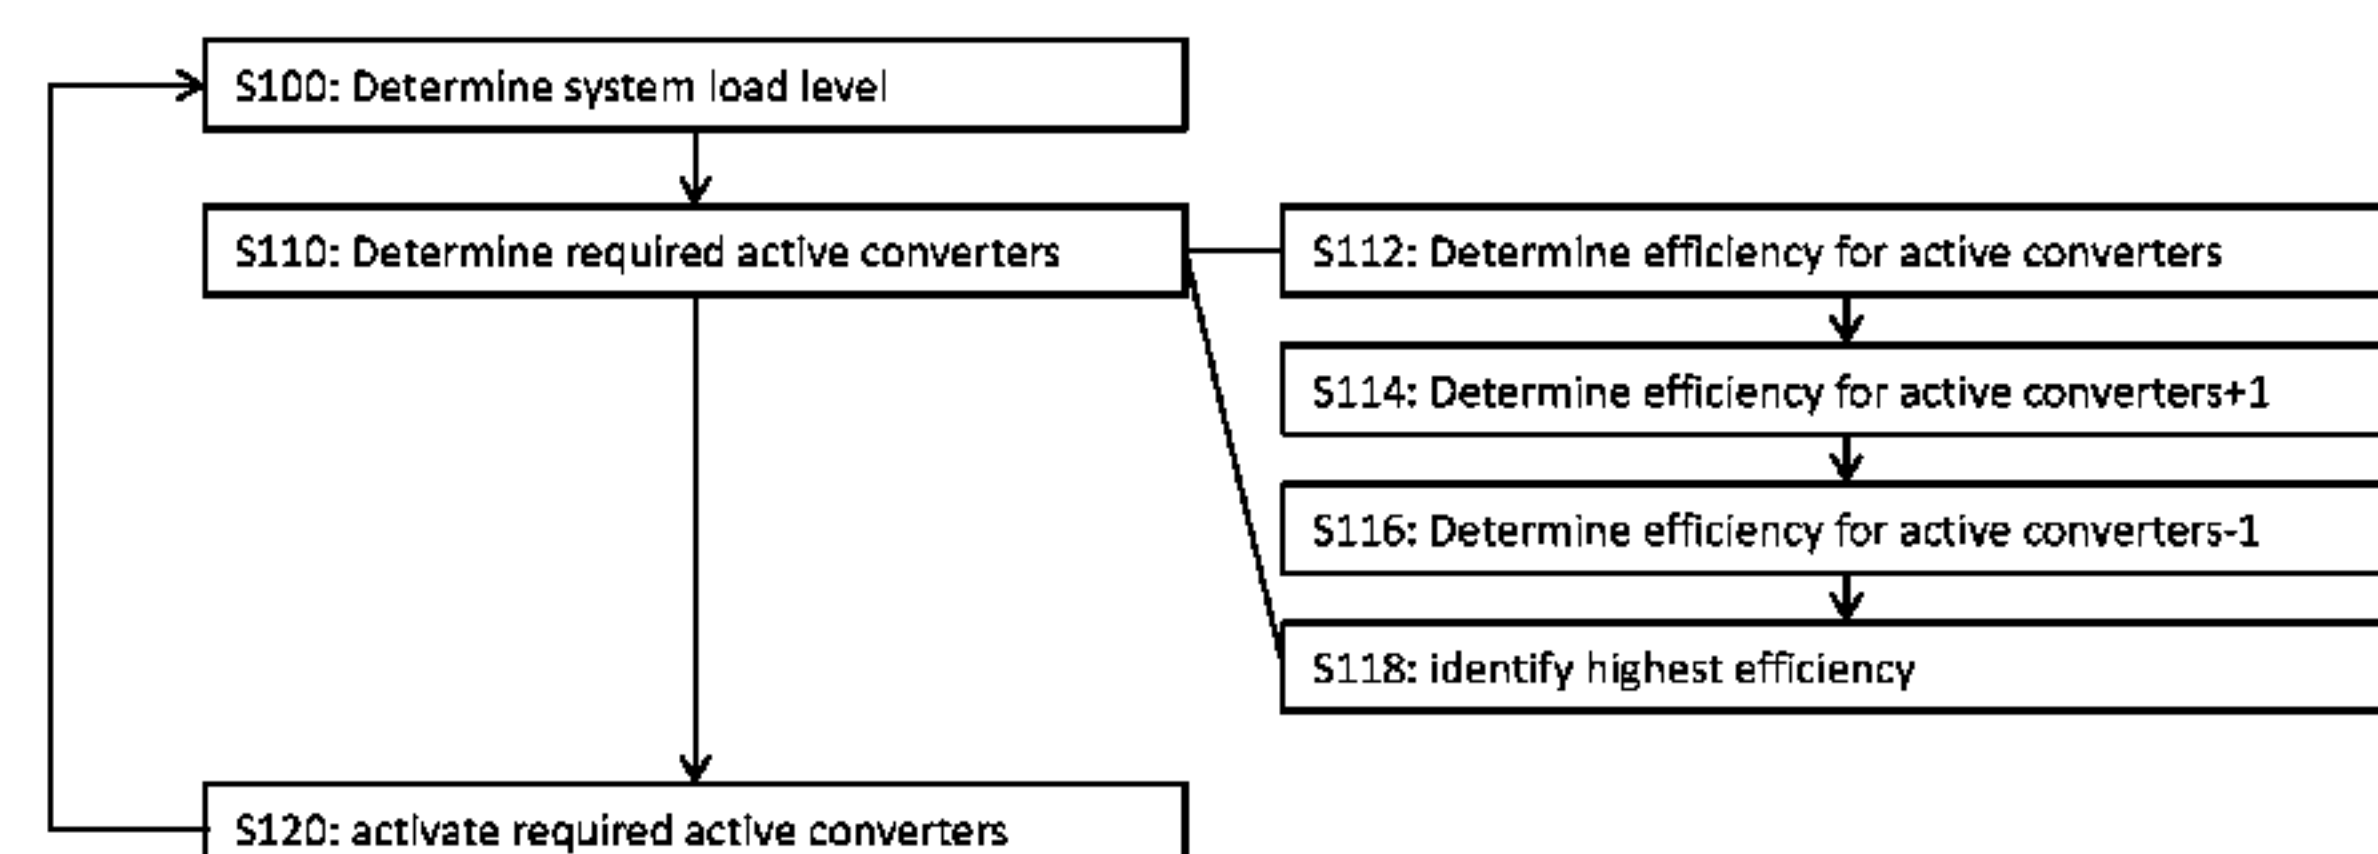 S100: Determine system load level
S110: Determine required active converters
S112: Determine efficiency for active converters
S114: Determine efficiency for active converters+1
S116: Determine efficiency for active converters-1
S118: identify highest efficiency
S120: activate required active converters